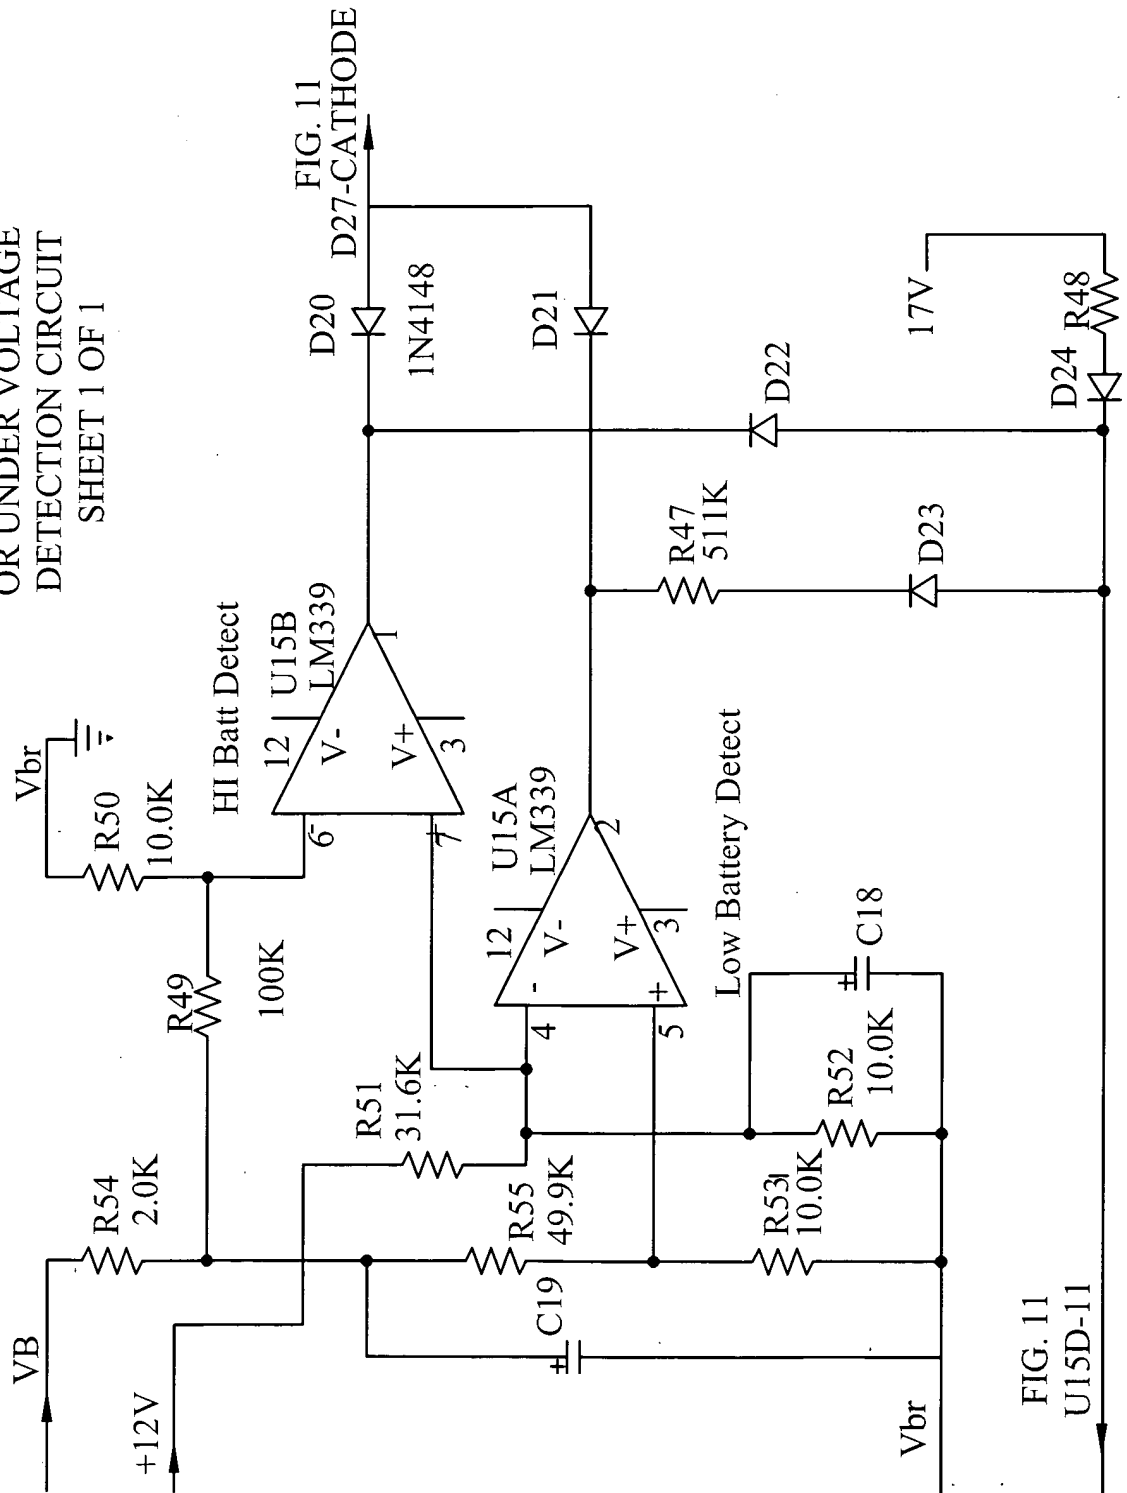 OR UNDER VOLTAGE
DETECTION CIRCUIT
SHEET 1 OF 1
VB
R54
2.0K
+12V
R49
100K
Vbr
R50
10.0K
HI Batt Detect
U15B
LM339
12
V-
V+
3
6
-
7
+
1
D20
1N4148
FIG. 11
D27-CATHODE
D21
R51
31.6K
U15A
LM339
12
V-
V+
3
4
-
5
+
2
Low Battery Detect
R55
49.9K
C19
+
R53
10.0K
R52
10.0K
C18
+
R47
511K
D23
D22
17V
D24
R48
Vbr
FIG. 11
U15D-11